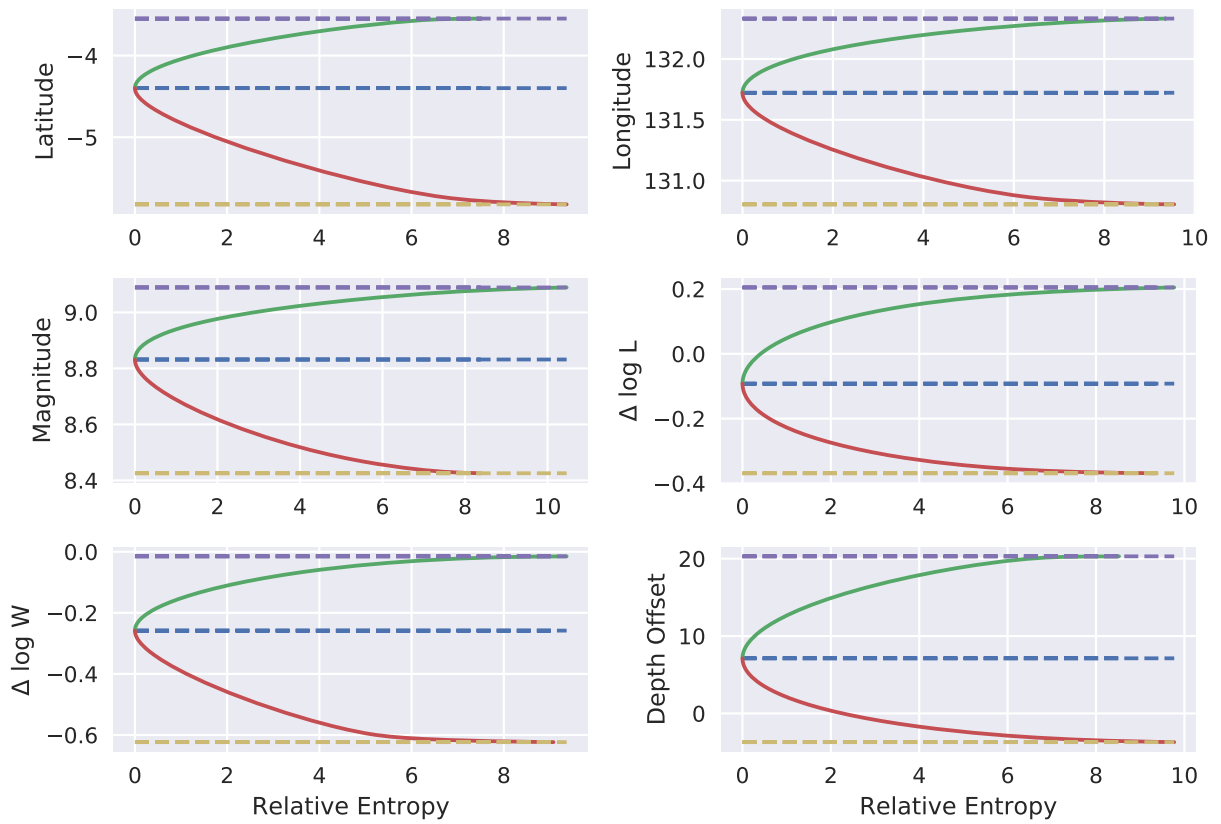 Latitude
−4
−5
0 2 4 6 8
Longitude
132.0
131.5
131.0
0 2 4 6 8 10
Magnitude
9.0
8.8
8.6
8.4
0 2 4 6 8 10
Δ log L
0.2
0.0
−0.2
−0.4
0 2 4 6 8 10
Δ log W
0.0
−0.2
−0.4
−0.6
0 2 4 6 8
Relative Entropy
Depth Offset
20
10
0
0 2 4 6 8 10
Relative Entropy